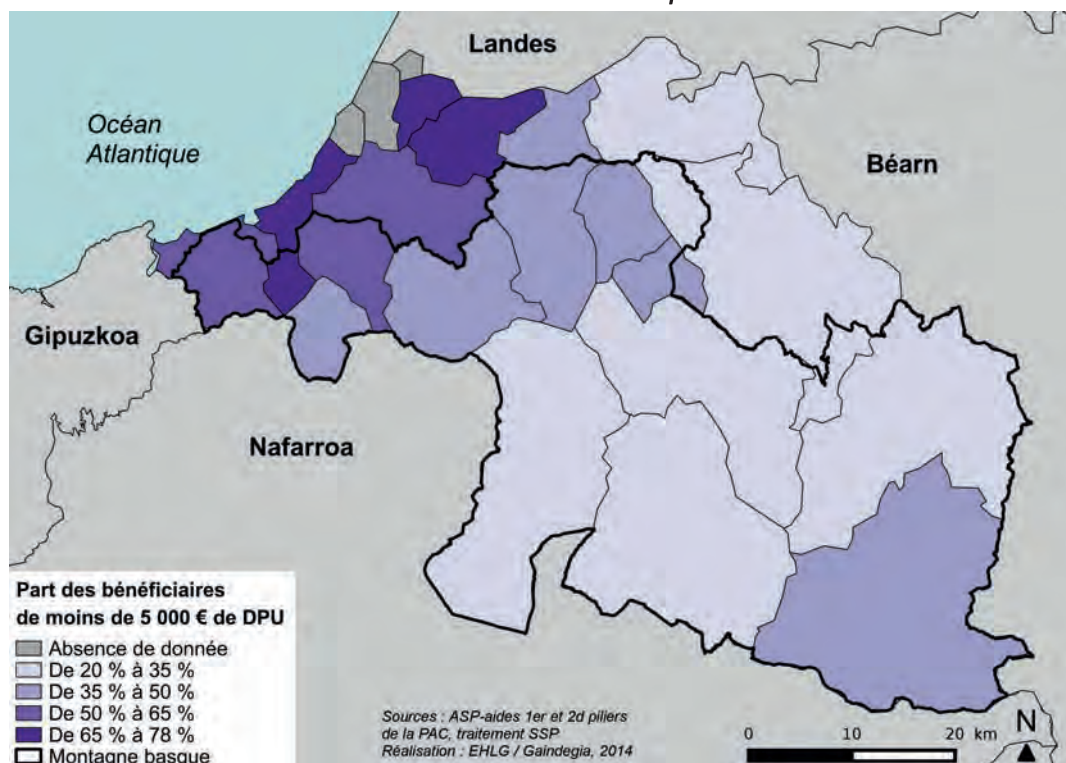 Landes
Océan
Atlantique
Béarn
Gipuzkoa
Nafarroa
Part des bénéficiaires
de moins de 5 000 € de DPU
Absence de donnée
De 20 % à 35 %
De 35 % à 50 %
De 50 % à 65 %
De 65 % à 78 %
Montagne basque
Sources : ASP-aides 1er et 2d piliers
de la PAC, traitement SSP
Réalisation : EHLG / Gaindegia, 2014
0 10 20 km
N